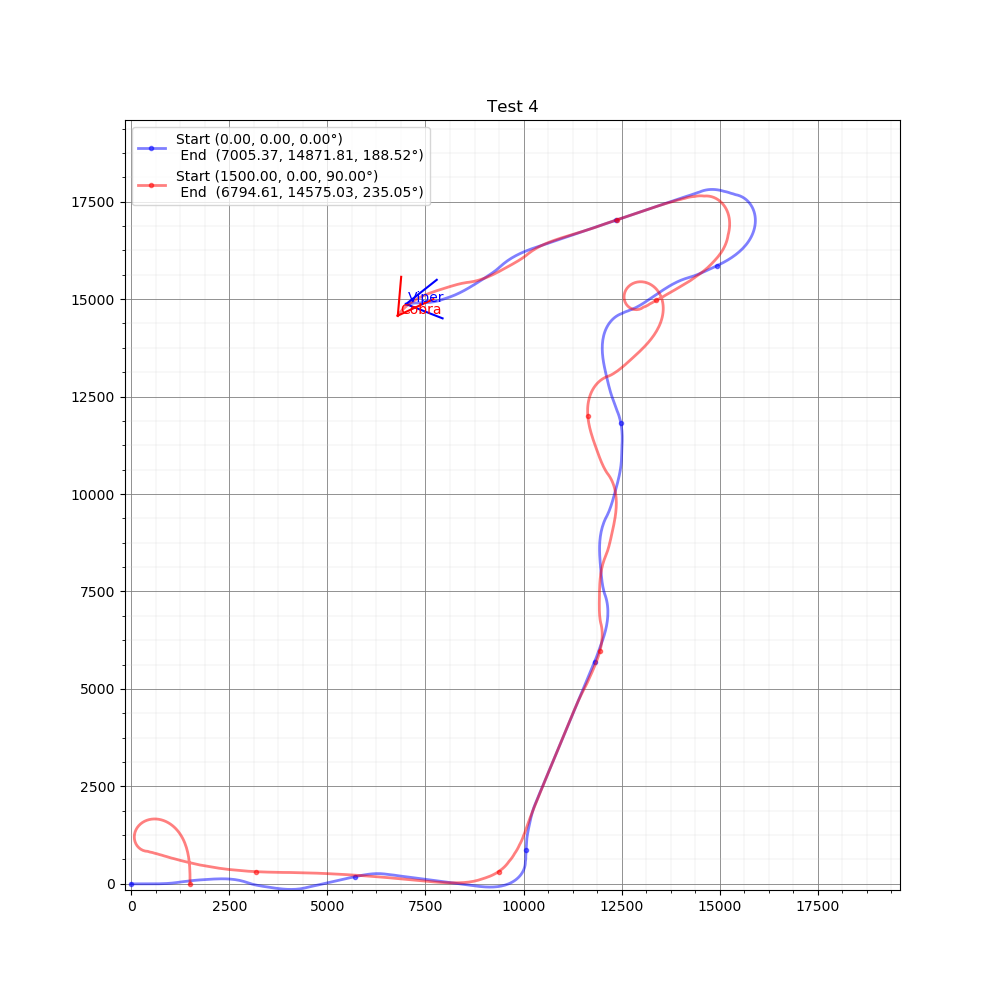 Test 4
Start (0.00, 0.00, 0.00°)
End  (7005.37, 14871.81, 188.52°)
Start (1500.00, 0.00, 90.00°)
End  (6794.61, 14575.03, 235.05°)
17500
15000
12500
10000
7500
5000
2500
0
Viper
Cobra
0 2500 5000 7500 10000 12500 15000 17500